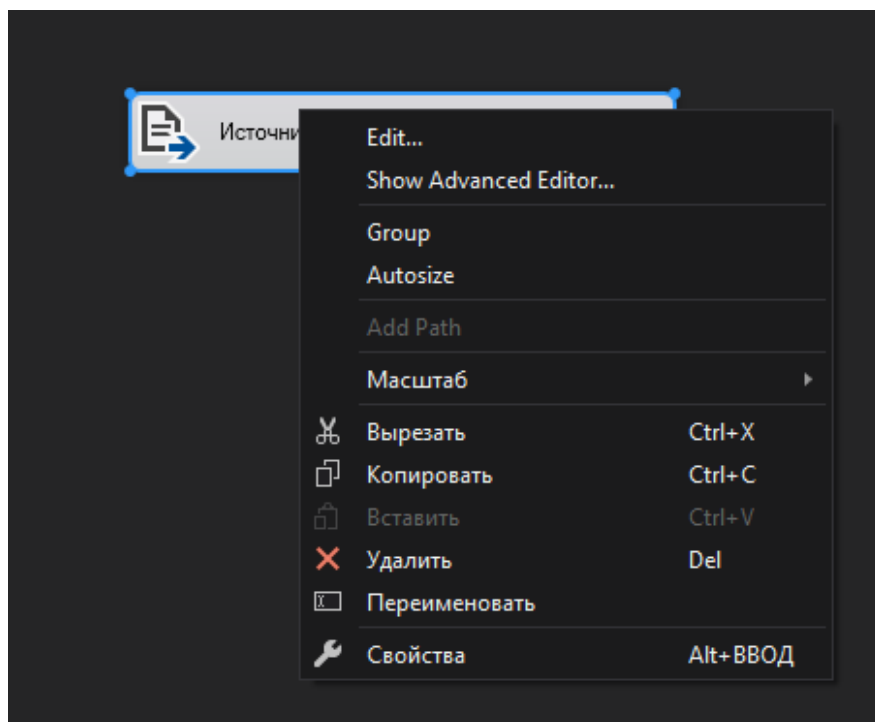 Edit...
Show Advanced Editor...
Group
Autosize
Add Path
Масштаб
Вырезать Ctrl+X
Копировать Ctrl+C
Вставить Ctrl+V
Удалить Del
Переименовать
Свойства Alt+ВВОД